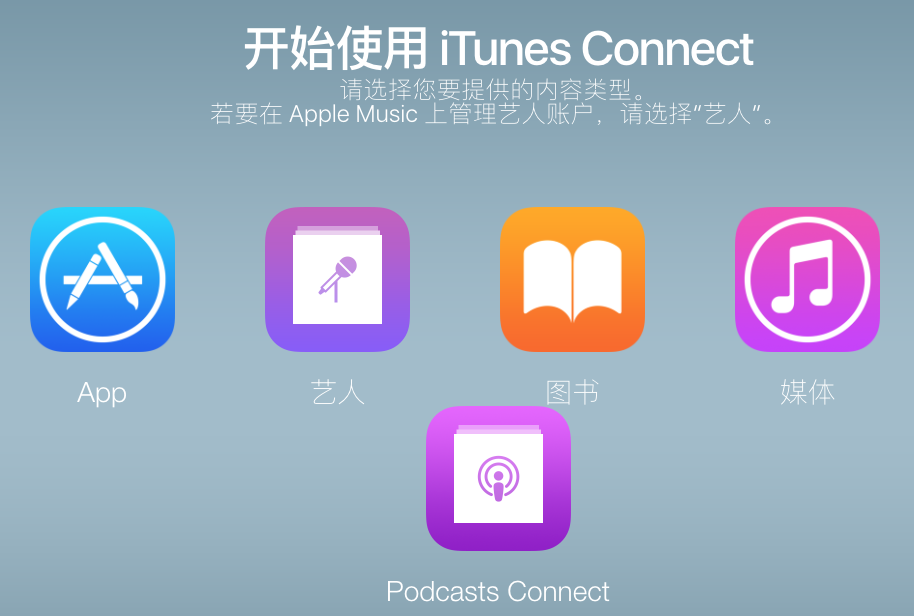 开始使用 iTunes Connect
请选择您要提供的内容类型。
若要在 Apple Music 上管理艺人账户，请选择“艺人”。
App
艺人
图书
媒体
Podcasts Connect